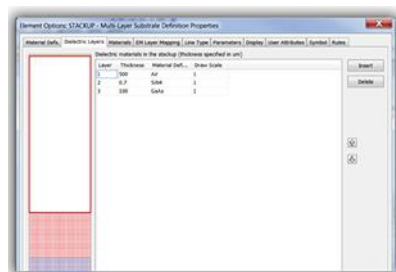 Element Options: STACKUP - Multi-Layer Substrate Definition Properties
Material Defs. Dielectric Layers Materials EM Layer Mapping Line Type Parameters Display User Attributes Symbol Rules
Dielectric materials in the stackup (thickness specified in um)
Layer Thickness Material Defi... Draw Scale
1 500 Air 1
2 0.7 SiN4 1
3 100 GaAs 1
Insert
Delete